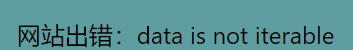 网站出错：data is not iterable